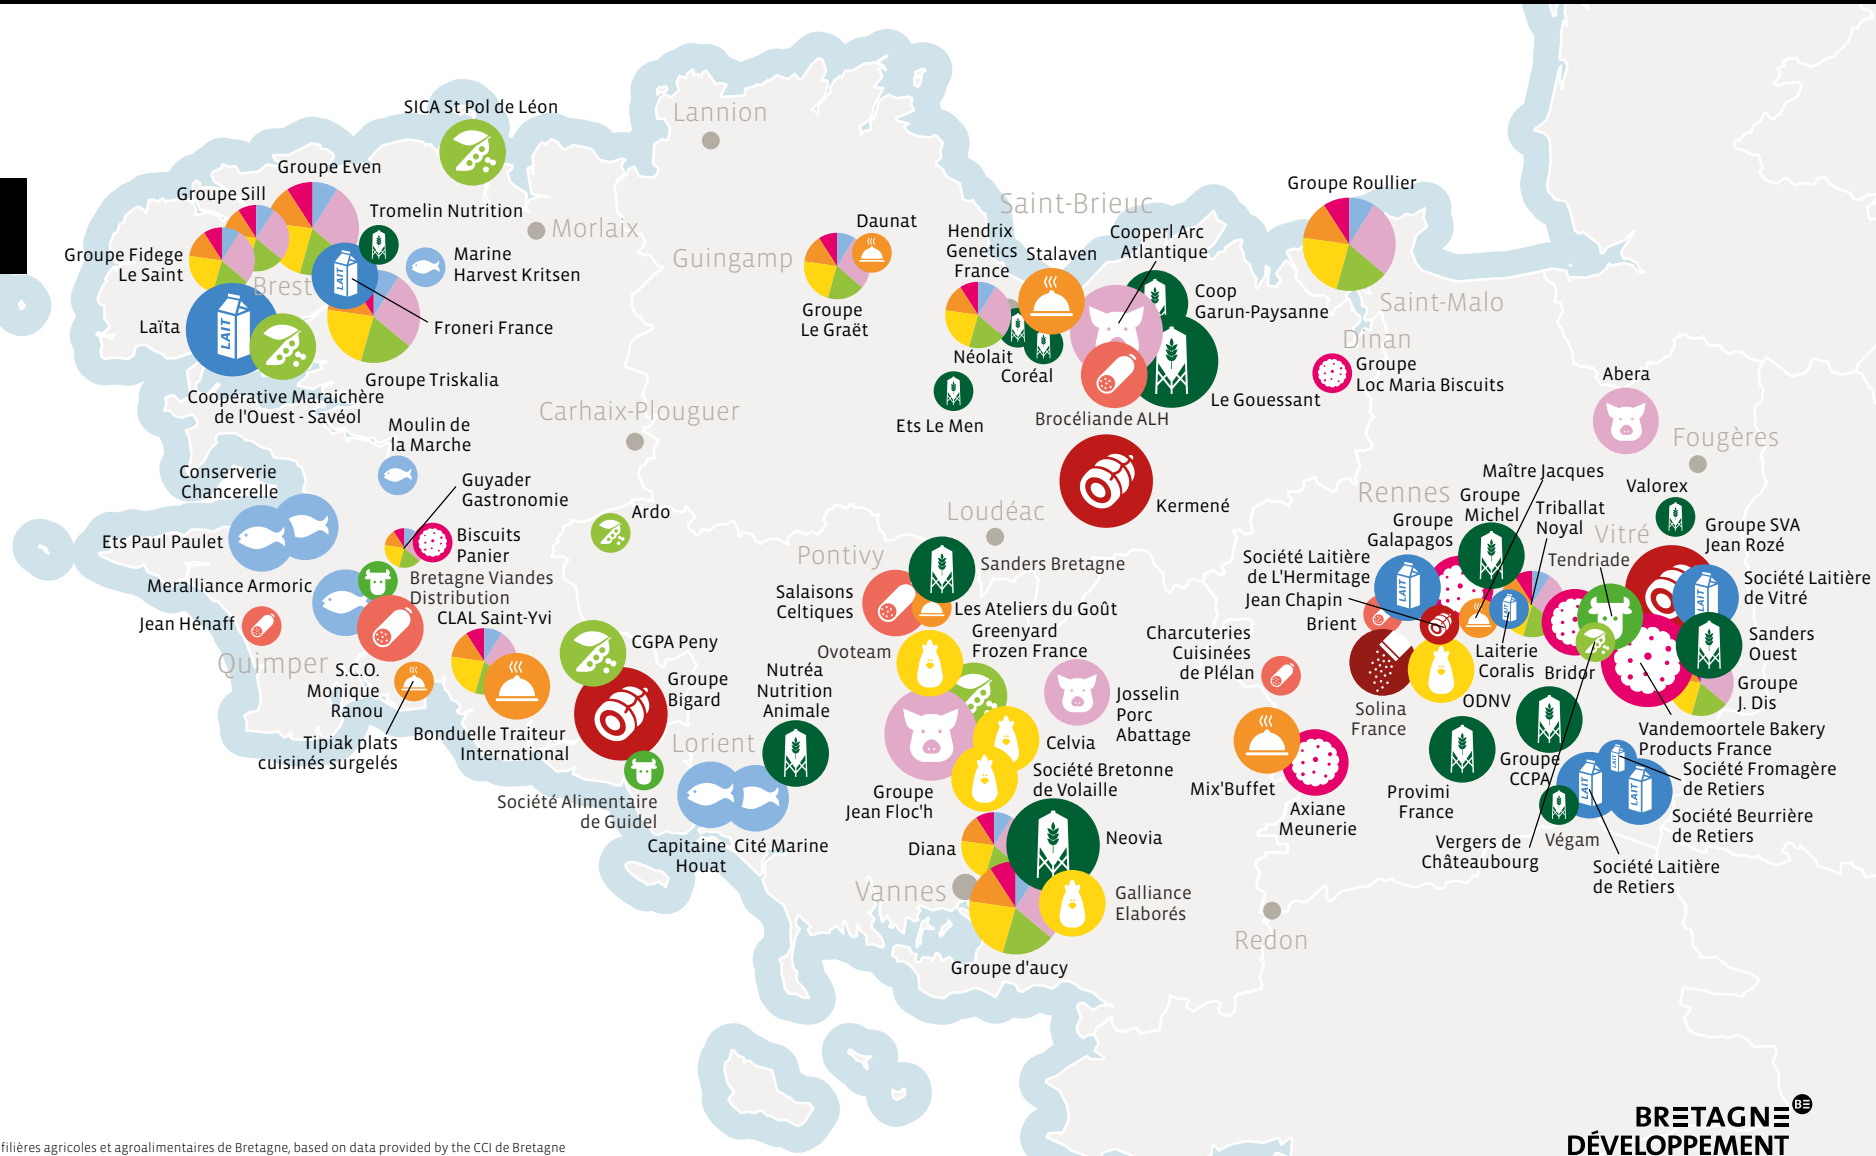 SICA St Pol de Léon
Lannion
Groupe Even
Groupe Sill
Tromelin Nutrition
Morlaix
Groupe Fidege
Le Saint
Marine
Harvest Kritsen
Brest
LAIT
Laïta
LAIT
Froneri France
Groupe Triskalia
Coopérative Maraichère
de l'Ouest - Savéol
Guingamp
Daunat
Groupe
Le Graët
Saint-Brieuc
Hendrix
Genetics
France
Stalaven
Cooperl Arc
Atlantique
Coop
Garun-Paysanne
Néolait
Coréal
Ets Le Men
Brocéliande ALH
Le Gouessant
Kermené
Groupe Roullier
Saint-Malo
Dinan
Groupe
Loc Maria Biscuits
Abera
Fougères
Carhaix-Plouguer
Moulin de
la Marche
Conserverie
Chancerelle
Guyader
Gastronomie
Ets Paul Paulet
Biscuits
Panier
Ardo
Meralliance Armoric
Bretagne Viandes
Distribution
Jean Hénaff
CLAL Saint-Yvi
Quimper
S.C.O.
Monique
Ranou
Tipiak plats
cuisinés surgelés
Bonduelle Traiteur
International
CGPA Peny
Groupe
Bigard
Société Alimentaire
de Guidel
Lorient
Nutréa
Nutrition
Animale
Capitaine
Houat
Cité Marine
Loudéac
Pontivy
Sanders Bretagne
Salaisons
Celtiques
Les Ateliers du Goût
Ovoteam
Greenyard
Frozen France
Josselin
Porc
Abattage
Celvia
Société Bretonne
de Volaille
Groupe
Jean Floc'h
Diana
Neovia
Vannes
Galliance
Elaborés
Groupe d'aucy
Redon
Charcuteries
Cuisinées
de Plélan
Mix'Buffet
Axiane
Meunerie
Rennes
Maître Jacques
Groupe
Michel
Groupe
Galapagos
Triballat
Noyal
Société Laitière
de L'Hermitage
LAIT
Jean Chapin
Brient
Solina
France
ODNV
Laiterie
Coralis
LAIT
Bridor
Vitré
Tendriade
Valorex
Groupe SVA
Jean Rozé
Société Laitière
de Vitré
LAIT
Sanders
Ouest
Groupe
J. Dis
Vandemoortele Bakery
Products France
Société Fromagère
de Retiers
LAIT
LAIT
LAIT
Société Beurrière
de Retiers
Société Laitière
de Retiers
Provimi
France
Groupe
CCPA
Végam
Vergers de
Châteaubourg
filières agricoles et agroalimentaires de Bretagne, based on data provided by the CCI de Bretagne
BRETAGNE
BE
DÉVELOPPEMENT